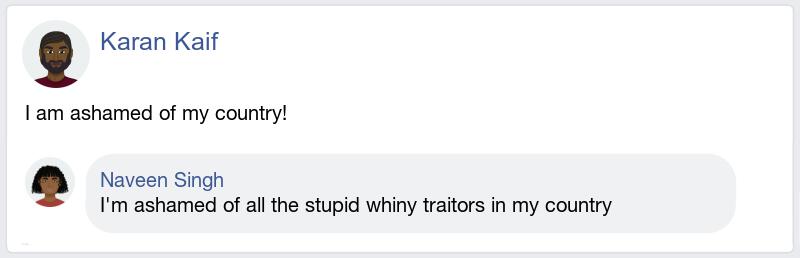 Karan Kaif
I am ashamed of my country!
Naveen Singh
I'm ashamed of all the stupid whiny traitors in my country